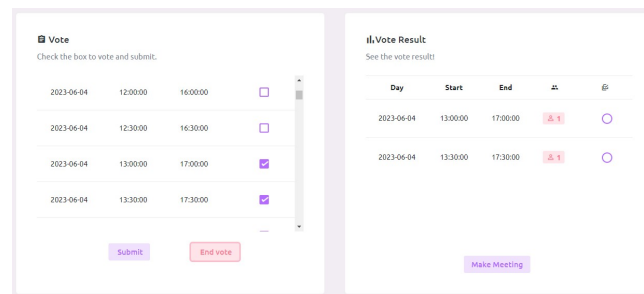 Vote
Check the box to vote and submit.
2023-06-04 12:00:00 16:00:00
2023-06-04 12:30:00 16:30:00
2023-06-04 13:00:00 17:00:00
2023-06-04 13:30:00 17:30:00
Submit End vote
Vote Result
See the vote result!
Day Start End
2023-06-04 13:00:00 17:00:00 1
2023-06-04 13:30:00 17:30:00 1
Make Meeting